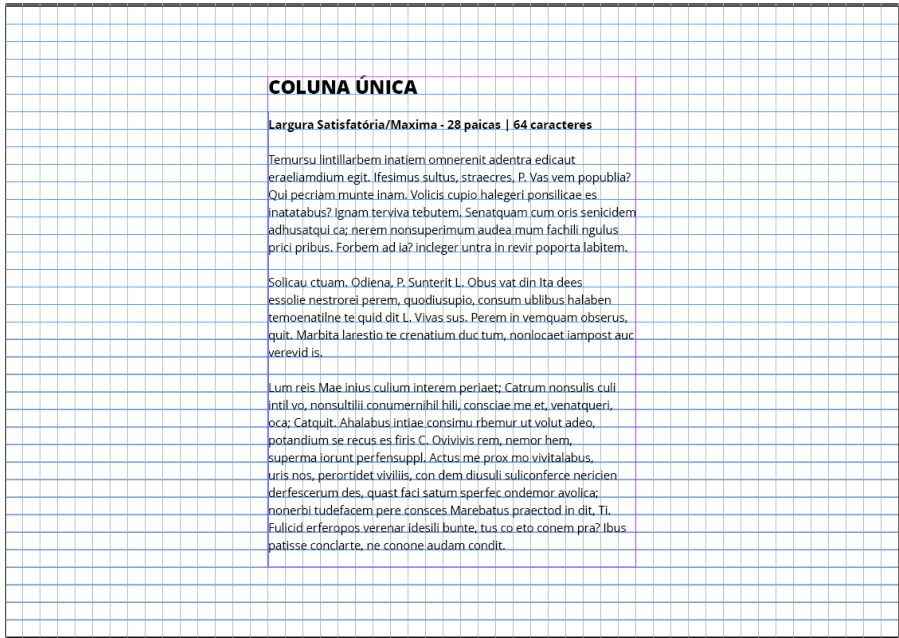 COLUNA ÚNICA
Largura Satisfatória/Maxima - 28 paicas | 64 caracteres
Temursu lintillarbem inatiem omnerenit adentra edicaut
eraeliamdium egit. Ifesimus sultus, straecres, P. Vas vem popublia?
Qui pecriam munte inam. Volicis cupio halegeri ponsilicae es
inatatabus? Ignam terviva tebutem. Senatquam cum oris senicidem
adhusatqui ca; nerem nonsuperimum audea mum fachili ngulus
prici pribus. Forbem ad ia? incleger untra in revir poporta labitem.
Solicau ctuam. Odiena, P. Sunterit L. Obus vat din Ita dees
essolie nestrorei perem, quodiusupio, consum ublibus halaben
temoenatilne te quid dit L. Vivas sus. Perem in vemquam obserus,
quit. Marbita larestio te crenatium duc tum, nonlocaet iampost auc
verevid is.
Lum reis Mae inius culium interem periaet; Catrum nonsulis culi
intil vo, nonsultilii conumernihil hili, consciae me et, venatqueri,
oca; Catquit. Ahalabus intiae consimu rbemur ut volut adeo,
potandium se recus es firis C. Ovivivis rem, nemor hem,
superma iorunt perfensuppl. Actus me prox mo vivitalabus,
uris nos, perortidet viviliis, con dem diusuli suliconferce nericien
derfescerum des, quast faci satum sperfec ondemor avolica;
nonerbi tudefacem pere consces Marebatus praectod in dit, Ti.
Fulicid erferopos verenar idesili bunte, tus co eto conem pra? Ibus
patisse conclarte, ne conone audam condit.